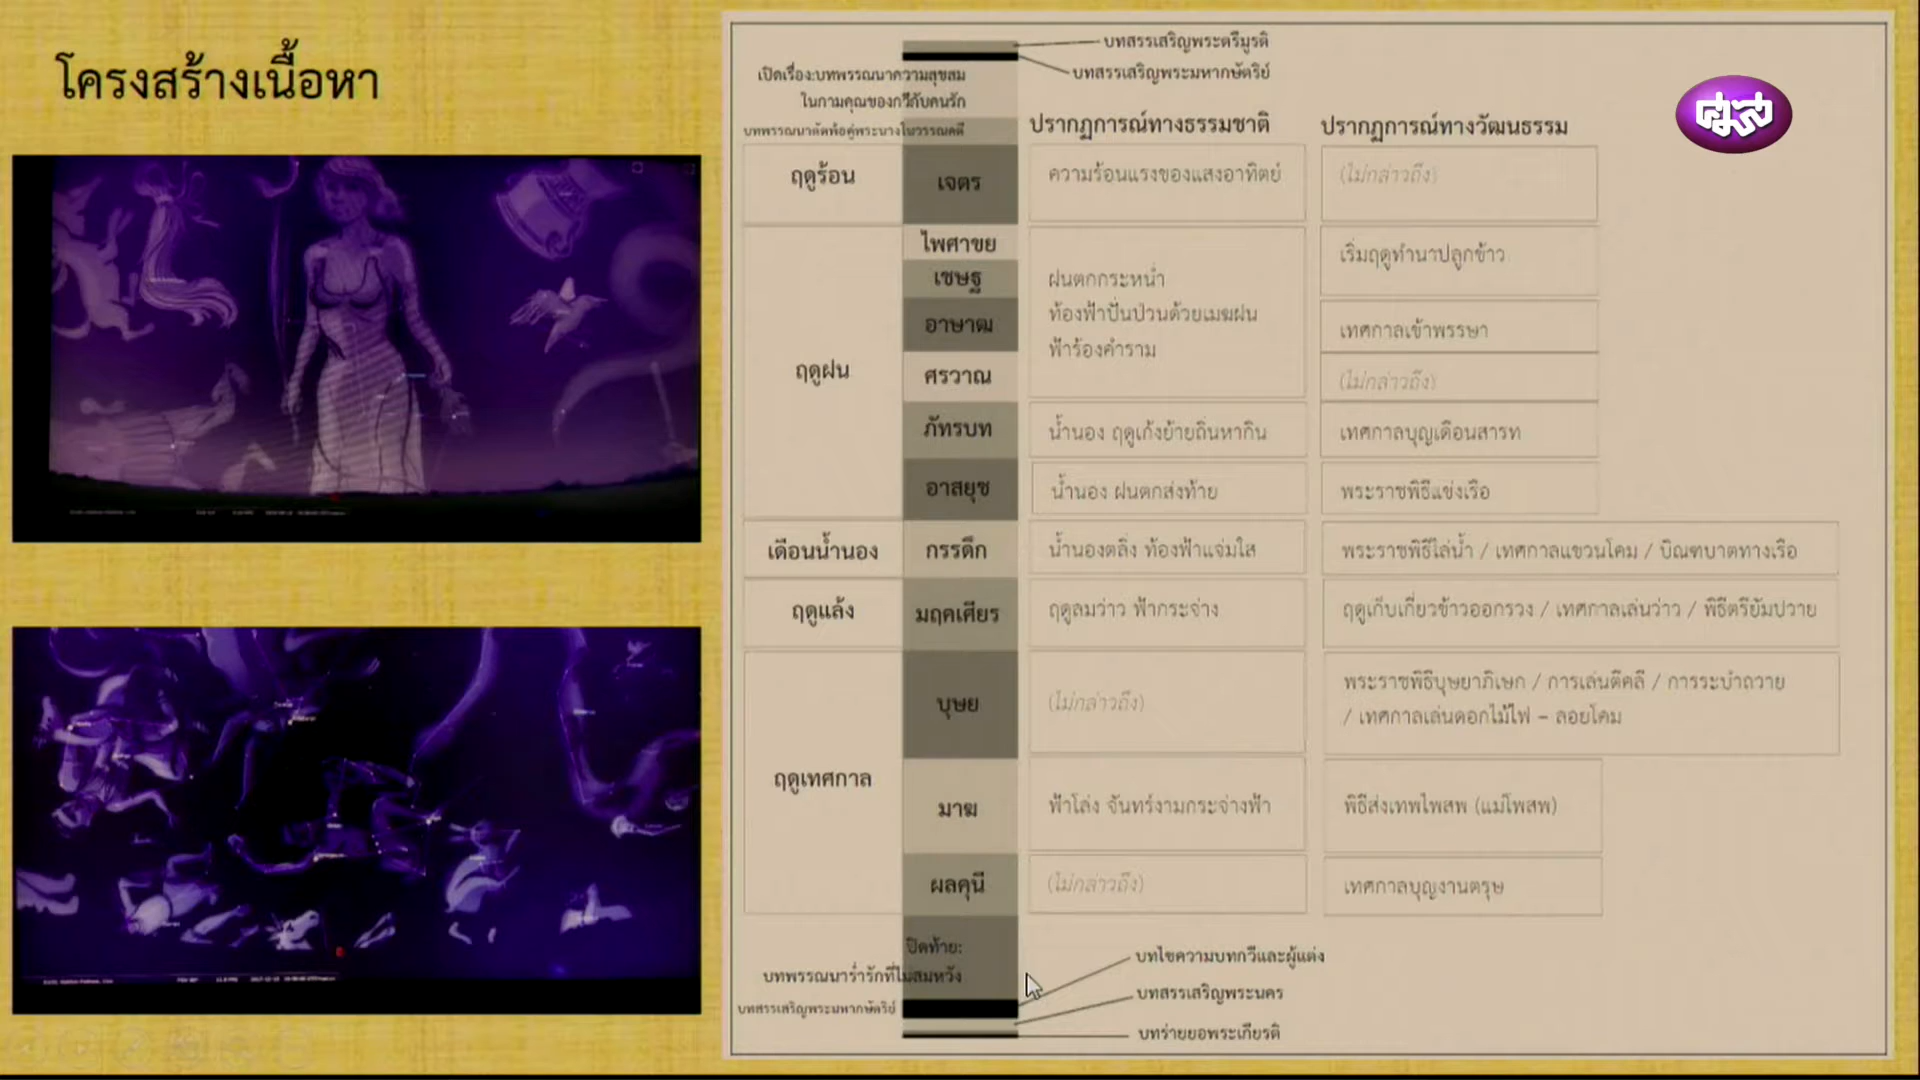 โครงสร้างเนื้อหา
ศมส
บทสรรเสริญพระตรีมูรติ
บทสรรเสริญพระมหากษัตริย์
เปิดเรื่อง:บทพรรณนาความสุขสม
ในกามคุณของกวีกับคนรัก
บทพรรณนาตัดพ้อคู่พระนางในวรรณคดี
ปรากฏการณ์ทางธรรมชาติ
ปรากฏการณ์ทางวัฒนธรรม
ฤดูร้อน
เจตร
ความร้อนแรงของแสงอาทิตย์
(ไม่กล่าวถึง)
ฤดูฝน
ไพศาขย
เชษฐ
อาษาฒ
ศรวาณ
ฝนตกกระหน่ำ
ท้องฟ้าปั่นป่วนด้วยเมฆฝน
ฟ้าร้องคำราม
เริ่มฤดูทำนาปลูกข้าว
เทศกาลเข้าพรรษา
(ไม่กล่าวถึง)
ภัทรบท
น้ำนอง ฤดูเก้งย้ายถิ่นหากิน
เทศกาลบุญเดือนสารท
อาสยุช
น้ำนอง ฝนตกส่งท้าย
พระราชพิธีแข่งเรือ
เดือนน้ำนอง
กรรดึก
น้ำนองตลิ่ง ท้องฟ้าแจ่มใส
พระราชพิธีไล่น้ำ / เทศกาลแขวนโคม / บิณฑบาตทางเรือ
ฤดูแล้ง
มฤคเศียร
ฤดูลมว่าว ฟ้ากระจ่าง
ฤดูเก็บเกี่ยวข้าวออกรวง / เทศกาลเล่นว่าว / พิธีตรียัมปวาย
ฤดูเทศกาล
บุษย
(ไม่กล่าวถึง)
พระราชพิธีบุษยาภิเษก / การเล่นตีคลี / การระบำถวาย
/ เทศกาลเล่นดอกไม้ไฟ – ลอยโคม
มาฆ
ฟ้าโล่ง จันทร์งามกระจ่างฟ้า
พิธีส่งเทพไพสพ (แม่โพสพ)
ผลคุนี
(ไม่กล่าวถึง)
เทศกาลบุญงานตรุษ
ปิดท้าย:
บทพรรณนาร่ำรักที่ไม่สมหวัง
บทสรรเสริญพระมหากษัตริย์
บทไขความบทกวีและผู้แต่ง
บทสรรเสริญพระนคร
บทร่ายยอพระเกียรติ